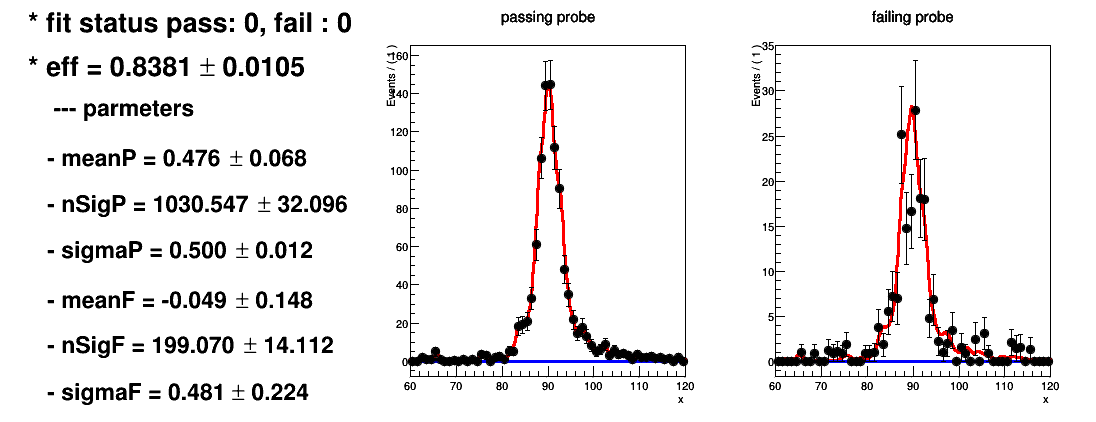 * fit status pass: 0, fail : 0
* eff = 0.8381 ± 0.0105
--- parmeters
- meanP = 0.476 ± 0.068
- nSigP = 1030.547 ± 32.096
- sigmaP = 0.500 ± 0.012
- meanF = -0.049 ± 0.148
- nSigF = 199.070 ± 14.112
- sigmaF = 0.481 ± 0.224
passing probe
Events / ( 1 )
160
140
120
100
80
60
40
20
0
60 70 80 90 100 110 120
x
failing probe
Events / ( 1 )
35
30
25
20
15
10
5
0
60 70 80 90 100 110 120
x